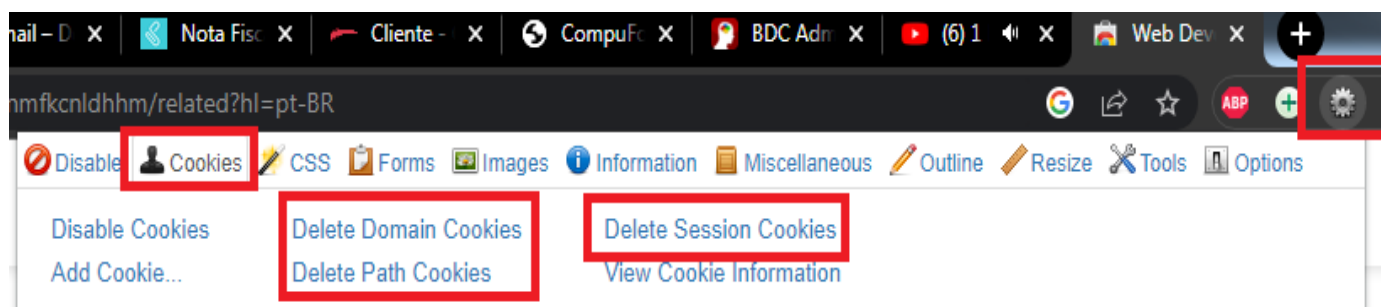 nail – D Nota Fisc Cliente - CompuFo BDC Adm (6) 1 Web Dev
nmfkcnldhhm/related?hl=pt-BR ABP
Disable Cookies CSS Forms Images Information Miscellaneous Outline Resize Tools Options
Disable Cookies Delete Domain Cookies Delete Session Cookies
Add Cookie... Delete Path Cookies View Cookie Information